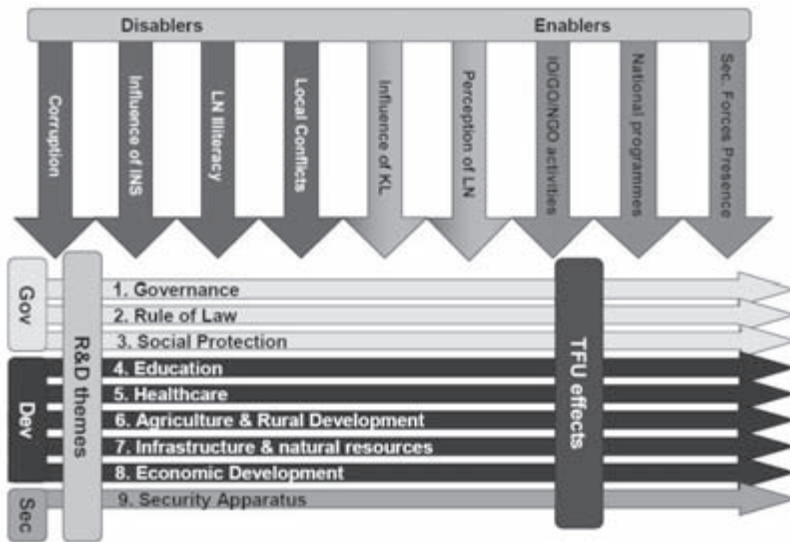 Disablers
Enablers
Corruption
Influence of INS
LN Illiteracy
Local Conflicts
Influence of KL
Perception of LN
IO/GO/NGO activities
National programmes
Sec. Forces Presence
Gov
Dev
Sec
R&D themes
1. Governance
2. Rule of Law
3. Social Protection
4. Education
5. Healthcare
6. Agriculture & Rural Development
7. Infrastructure & natural resources
8. Economic Development
9. Security Apparatus
TFU effects